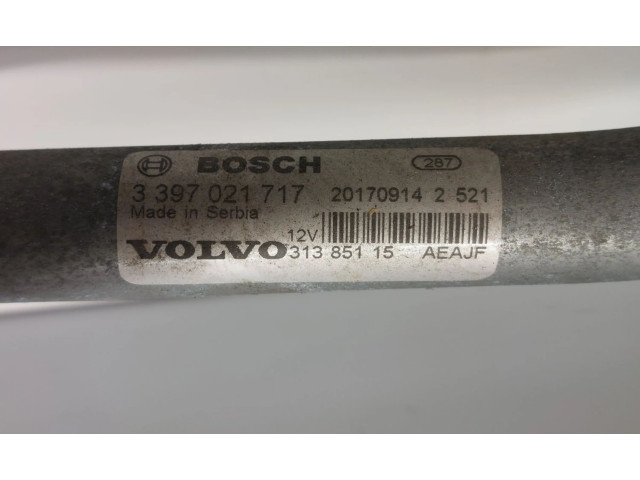 BOSCH 287
3 397 021 717 20170914 2 521
Made in Serbia
12V
VOLVO 313 851 15 AEAJF